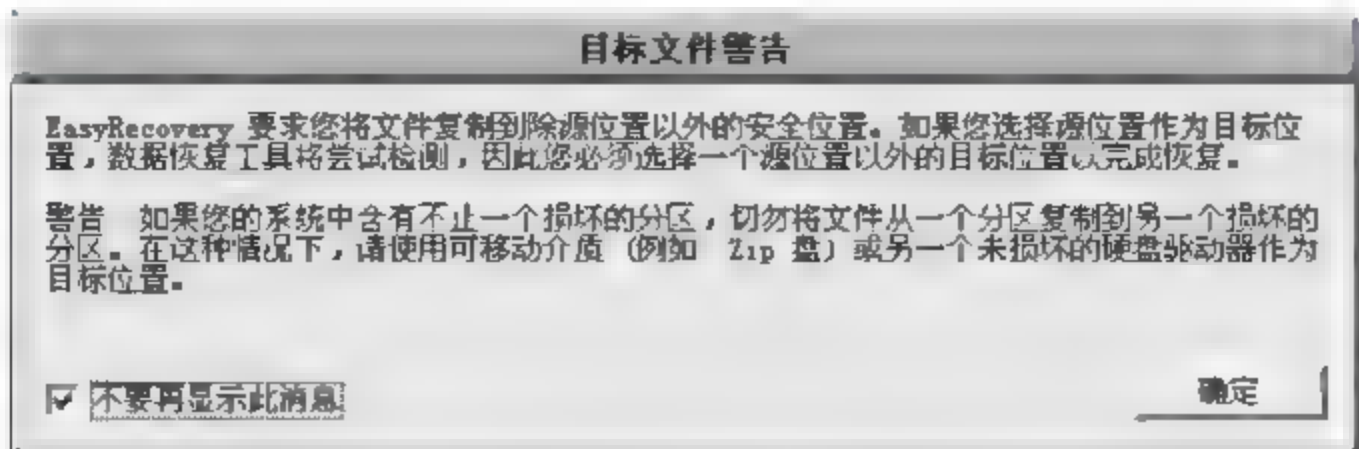 目标文件警告
EasyRecovery 要求您将文件复制到除源位置以外的安全位置。如果您选择源位置作为目标位
置，数据恢复工具将尝试检测，因此您必须选择一个源位置以外的目标位置以完成恢复。
警告 如果您的系统中含有不止一个损坏的分区，切勿将文件从一个分区复制到另一个损坏的
分区。在这种情况下，请使用可移动介质（例如 Zip 盘）或另一个未损坏的硬盘驱动器作为
目标位置。
不要再显示此消息
确定